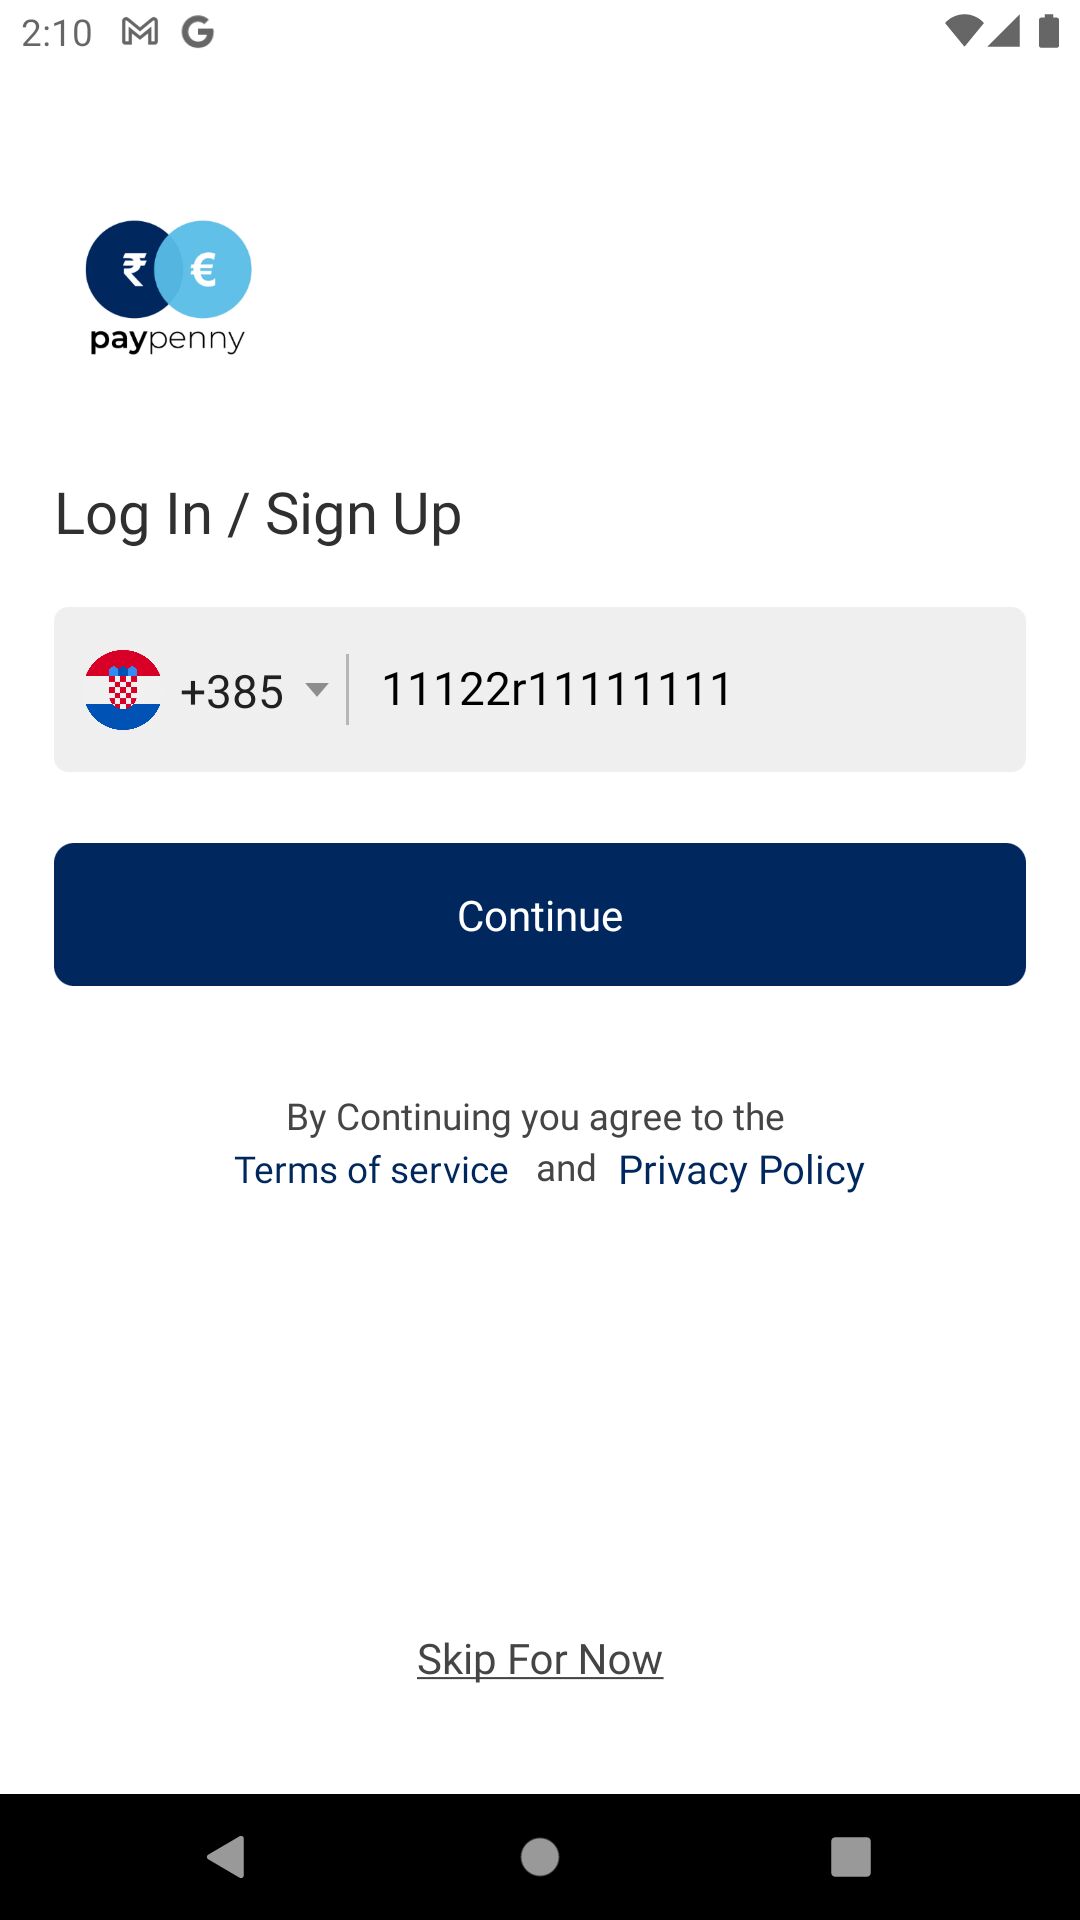 2:10
₹ €
paypenny
Log In / Sign Up
+385 11122r11111111
Continue
By Continuing you agree to the
Terms of service and Privacy Policy
Skip For Now